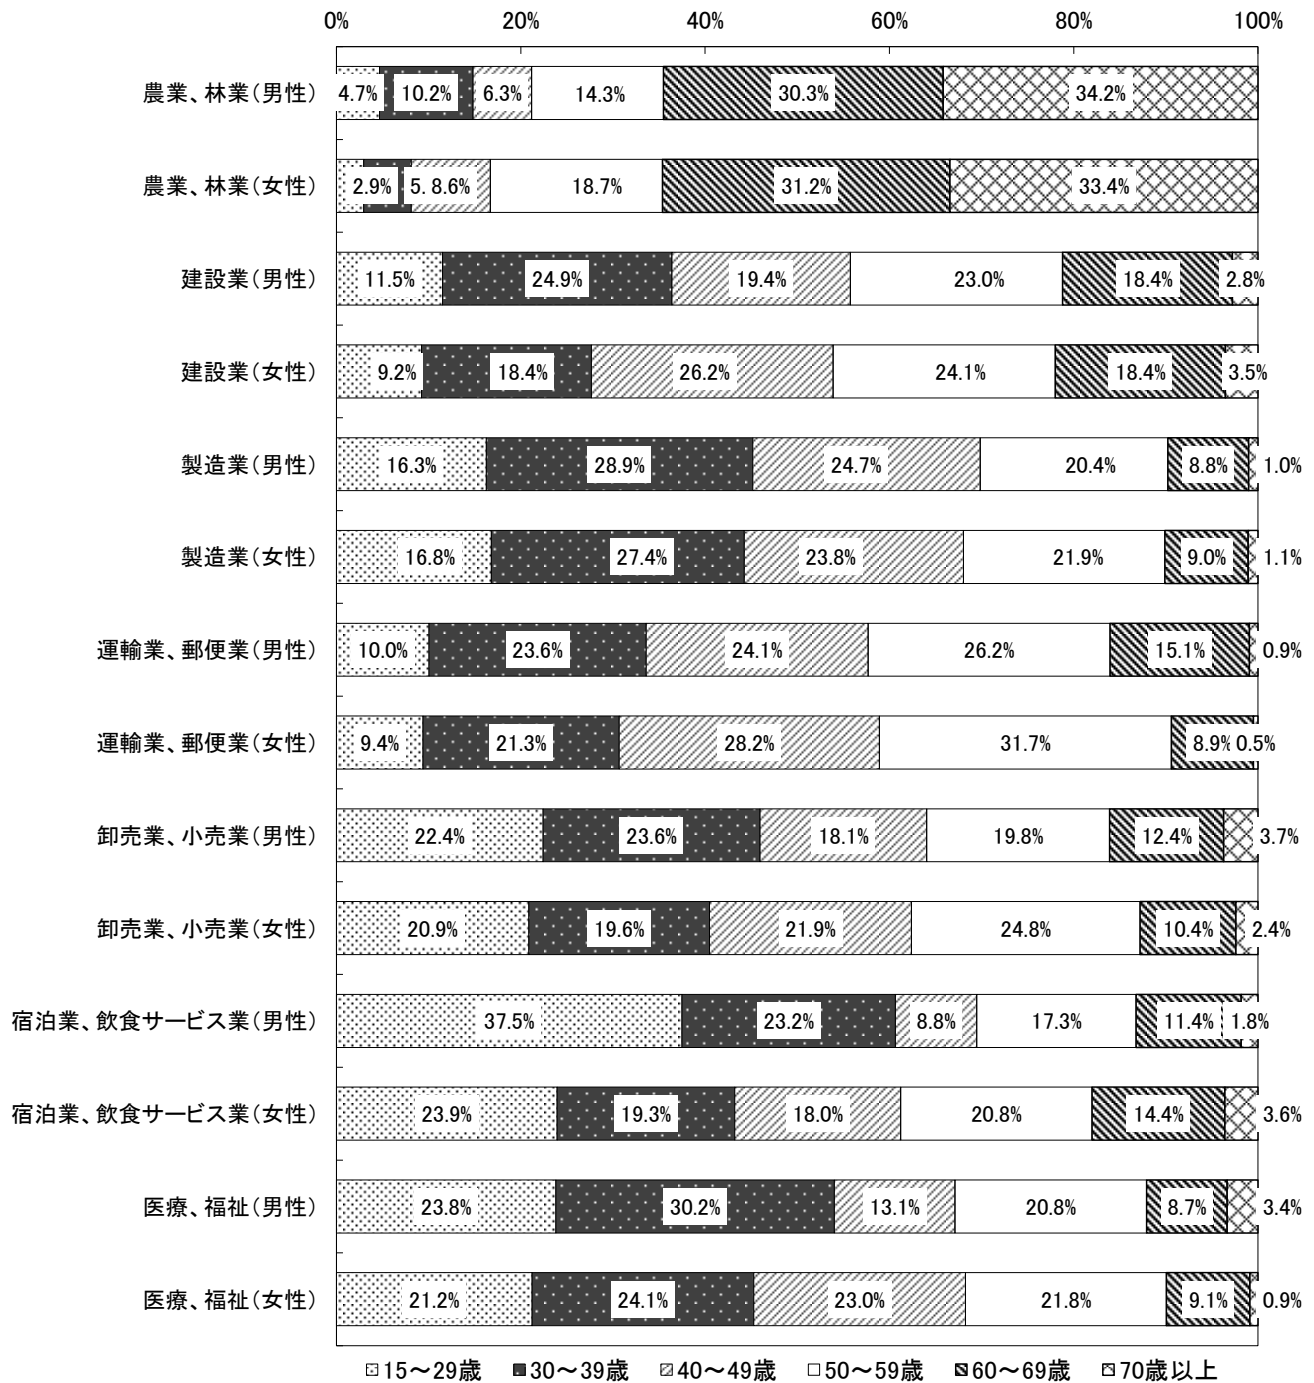 0% 20% 40% 60% 80% 100%
農業、林業(男性) 4.7% 10.2% 6.3% 14.3% 30.3% 34.2%
農業、林業(女性) 2.9% 5. 8.6% 18.7% 31.2% 33.4%
建設業(男性) 11.5% 24.9% 19.4% 23.0% 18.4% 2.8%
建設業(女性) 9.2% 18.4% 26.2% 24.1% 18.4% 3.5%
製造業(男性) 16.3% 28.9% 24.7% 20.4% 8.8% 1.0%
製造業(女性) 16.8% 27.4% 23.8% 21.9% 9.0% 1.1%
運輸業、郵便業(男性) 10.0% 23.6% 24.1% 26.2% 15.1% 0.9%
運輸業、郵便業(女性) 9.4% 21.3% 28.2% 31.7% 8.9% 0.5%
卸売業、小売業(男性) 22.4% 23.6% 18.1% 19.8% 12.4% 3.7%
卸売業、小売業(女性) 20.9% 19.6% 21.9% 24.8% 10.4% 2.4%
宿泊業、飲食サービス業(男性) 37.5% 23.2% 8.8% 17.3% 11.4% 1.8%
宿泊業、飲食サービス業(女性) 23.9% 19.3% 18.0% 20.8% 14.4% 3.6%
医療、福祉(男性) 23.8% 30.2% 13.1% 20.8% 8.7% 3.4%
医療、福祉(女性) 21.2% 24.1% 23.0% 21.8% 9.1% 0.9%
15～29歳 30～39歳 40～49歳 50～59歳 60～69歳 70歳以上